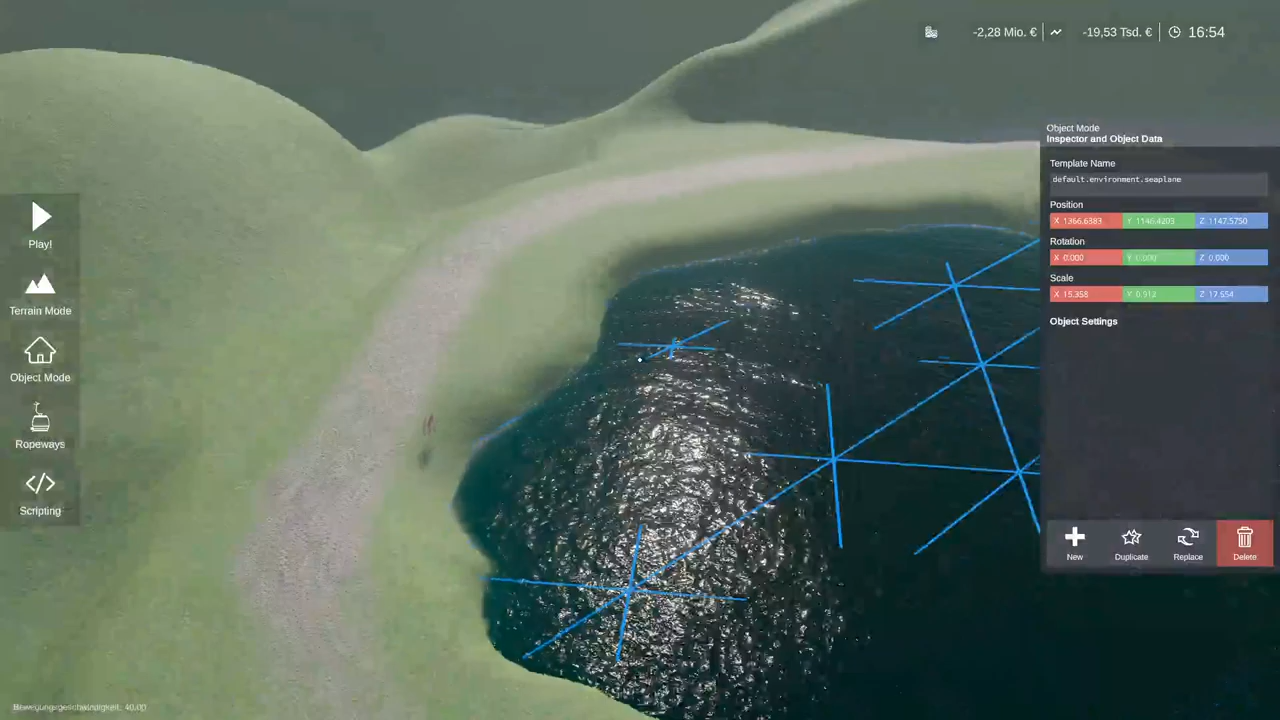 -2,28 Mio. € -19,53 Tsd. € 16:54
Object Mode
Inspector and Object Data
Template Name
default.environment.seaplane
Position
X 1366.6383 Y 1146.4203 Z 1147.5750
Rotation
X 0.000 Y 0.000 Z 0.000
Scale
X 15.358 Y 0.912 Z 17.554
Object Settings
New Duplicate Replace Delete
Play!
Terrain Mode
Object Mode
Ropeways
Scripting
Bewegungsgeschwindigkeit: 40.00